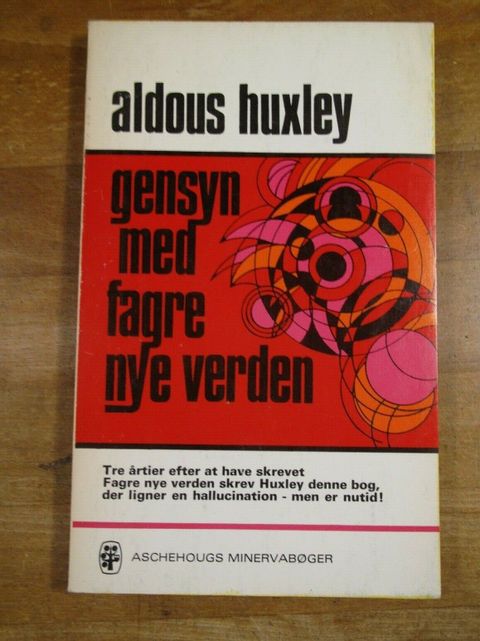 aldous huxley
gensyn
med
fagre
nye verden
Tre årtier efter at have skrevet
Fagre nye verden skrev Huxley denne bog,
der ligner en hallucination - men er nutid!
ASCHEHOUGS MINERVABØGER